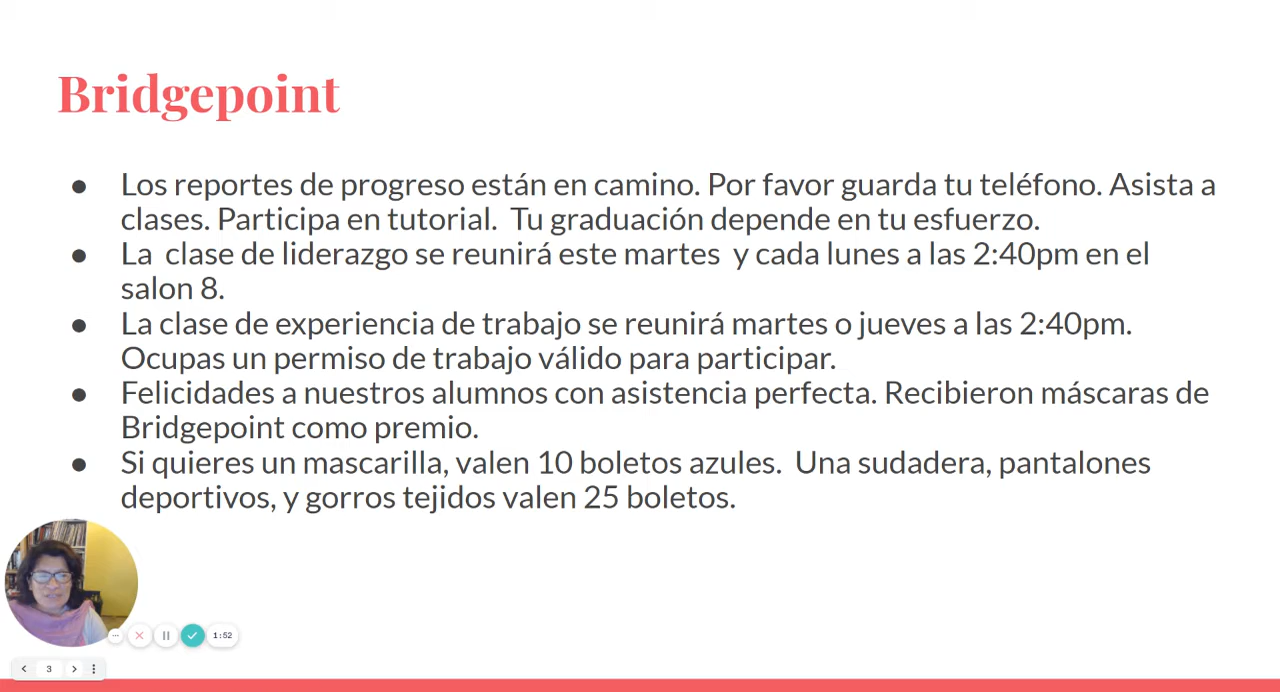 Bridgepoint
● Los reportes de progreso están en camino. Por favor guarda tu teléfono. Asista a
clases. Participa en tutorial.  Tu graduación depende en tu esfuerzo.
● La  clase de liderazgo se reunirá este martes  y cada lunes a las 2:40pm en el
salon 8.
● La clase de experiencia de trabajo se reunirá martes o jueves a las 2:40pm.
Ocupas un permiso de trabajo válido para participar.
● Felicidades a nuestros alumnos con asistencia perfecta. Recibieron máscaras de
Bridgepoint como premio.
● Si quieres un mascarilla, valen 10 boletos azules.  Una sudadera, pantalones
deportivos, y gorros tejidos valen 25 boletos.
1:52
3